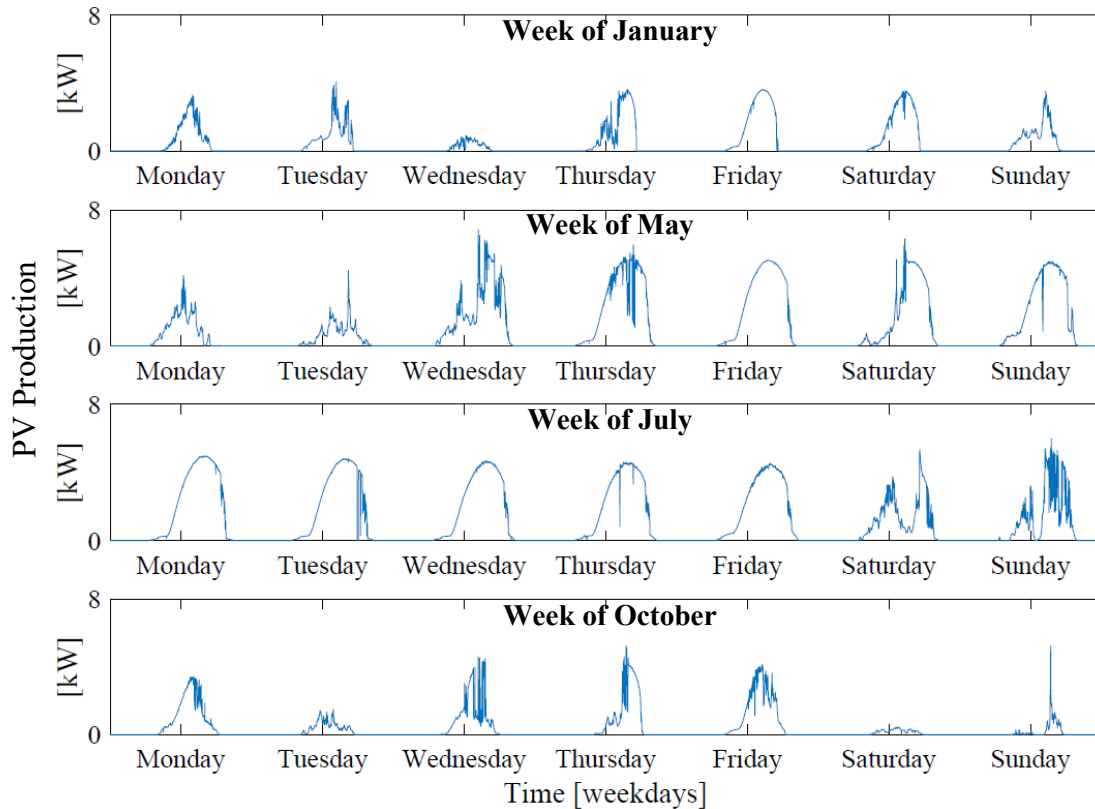 PV Production
Week of January
8
[kW]
0
Monday Tuesday Wednesday Thursday Friday Saturday Sunday
Week of May
8
[kW]
0
Monday Tuesday Wednesday Thursday Friday Saturday Sunday
Week of July
8
[kW]
0
Monday Tuesday Wednesday Thursday Friday Saturday Sunday
Week of October
8
[kW]
0
Monday Tuesday Wednesday Thursday Friday Saturday Sunday
Time [weekdays]